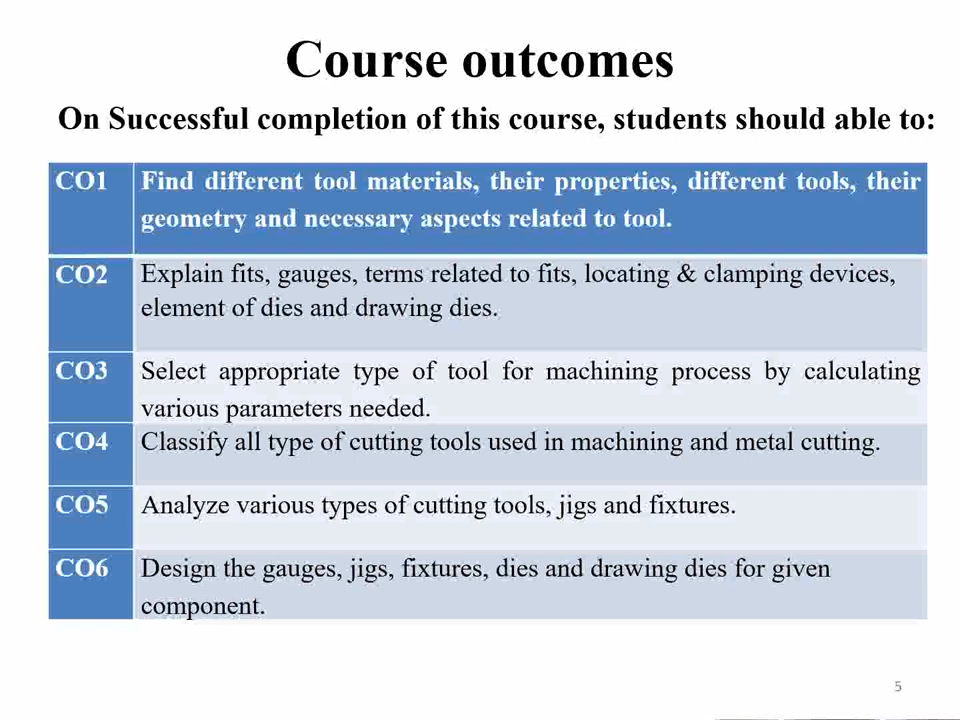 Course outcomes
On Successful completion of this course, students should able to:
CO1 Find different tool materials, their properties, different tools, their
geometry and necessary aspects related to tool.
CO2 Explain fits, gauges, terms related to fits, locating & clamping devices,
element of dies and drawing dies.
CO3 Select appropriate type of tool for machining process by calculating
various parameters needed.
CO4 Classify all type of cutting tools used in machining and metal cutting.
CO5 Analyze various types of cutting tools, jigs and fixtures.
CO6 Design the gauges, jigs, fixtures, dies and drawing dies for given
component.
5